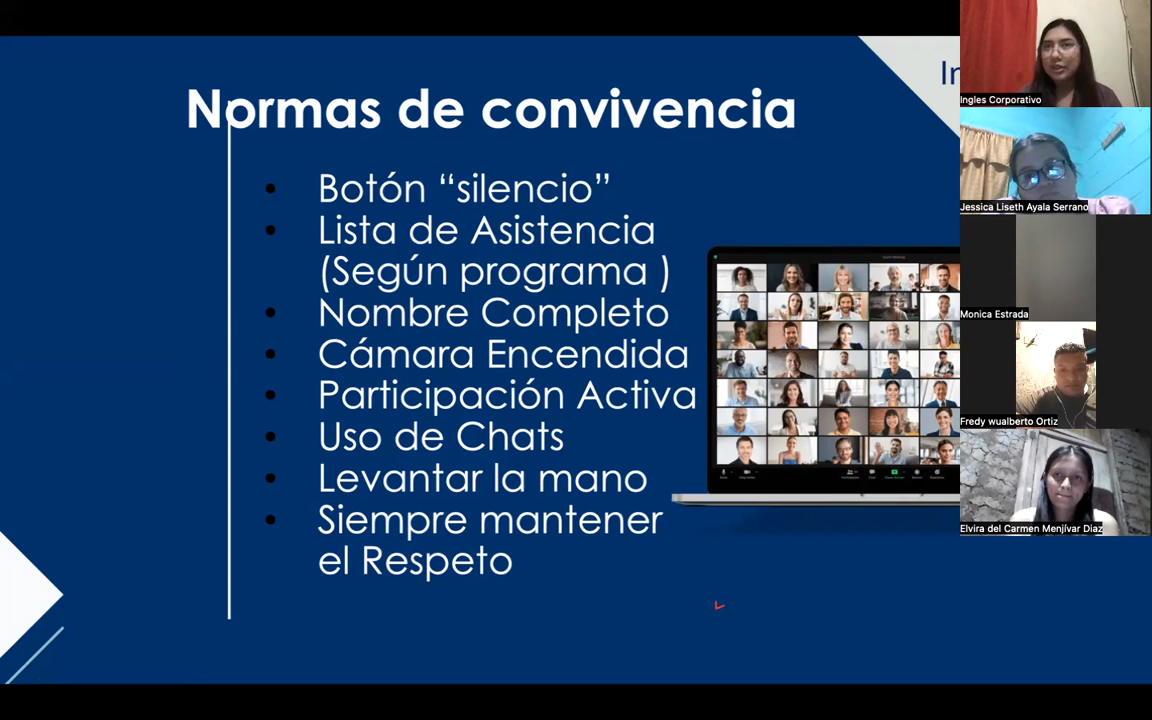 Normas de convivencia
• Botón “silencio”
• Lista de Asistencia
(Según programa )
• Nombre Completo
• Cámara Encendida
• Participación Activa
• Uso de Chats
• Levantar la mano
• Siempre mantener
el Respeto
Ingles Corporativo
Jessica Liseth Ayala Serrano
Monica Estrada
Fredy wualberto Ortiz
Elvira del Carmen Menjívar Diaz